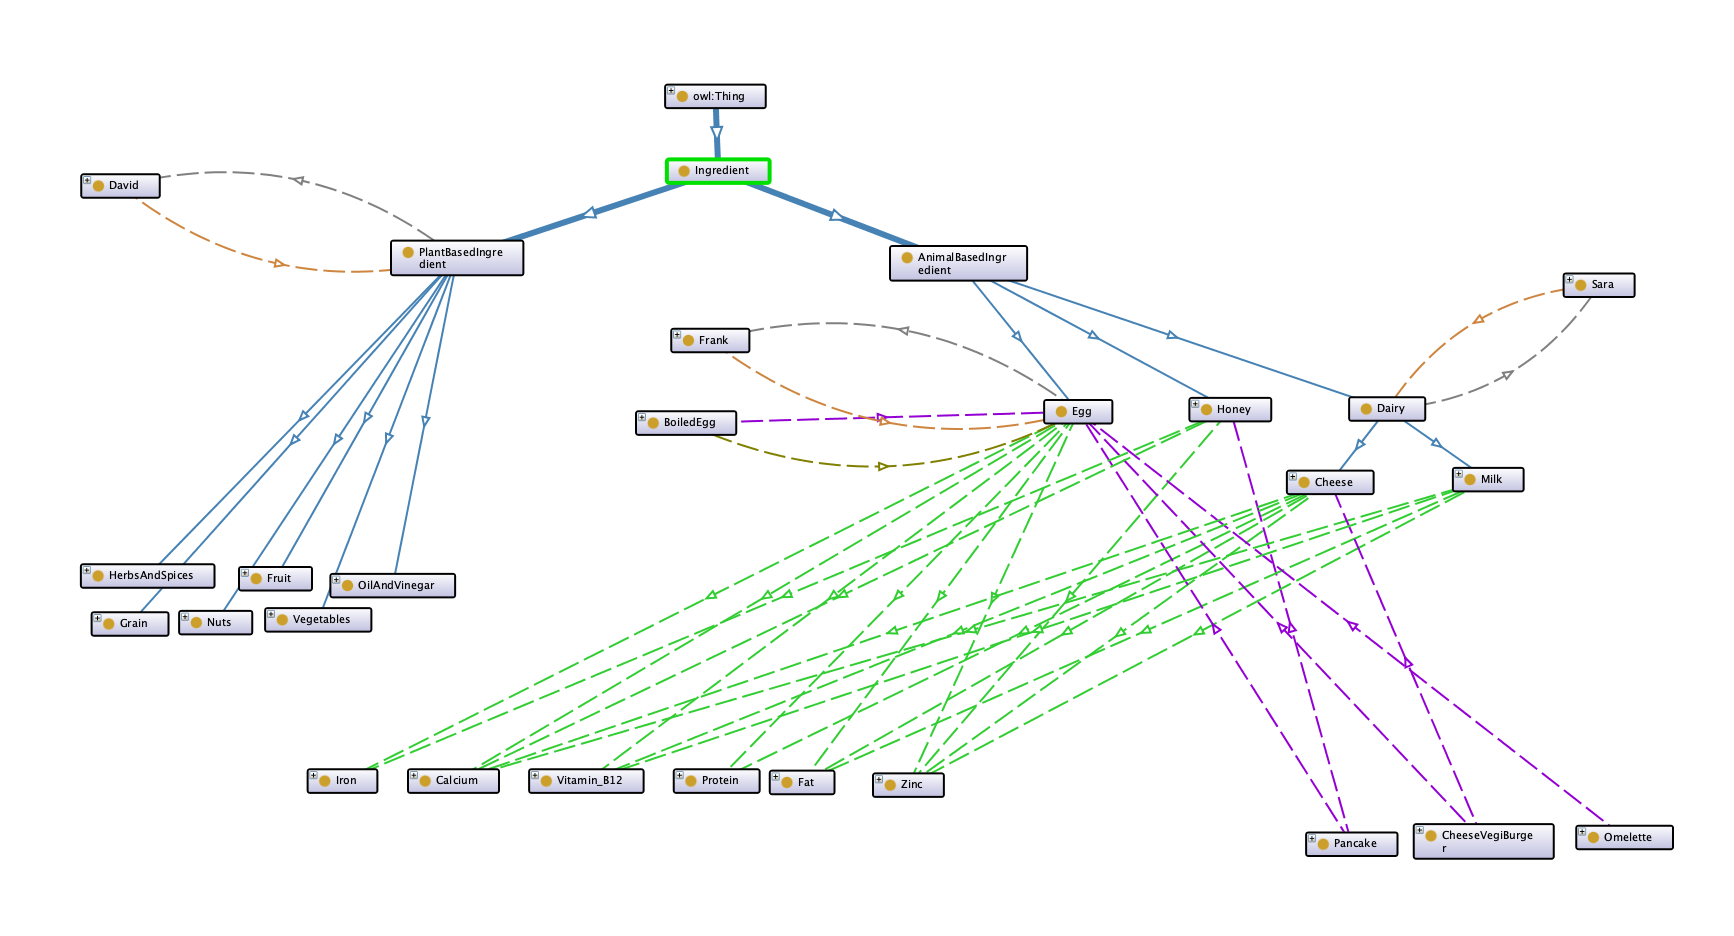 owl:Thing
Ingredient
David
PlantBasedIngre
dient
AnimalBasedIngr
edient
Sara
Frank
BoiledEgg
Egg
Honey
Dairy
Cheese
Milk
HerbsAndSpices
Fruit
OilAndVinegar
Grain
Nuts
Vegetables
Iron
Calcium
Vitamin_B12
Protein
Fat
Zinc
Pancake
CheeseVegiBurge
r
Omelette